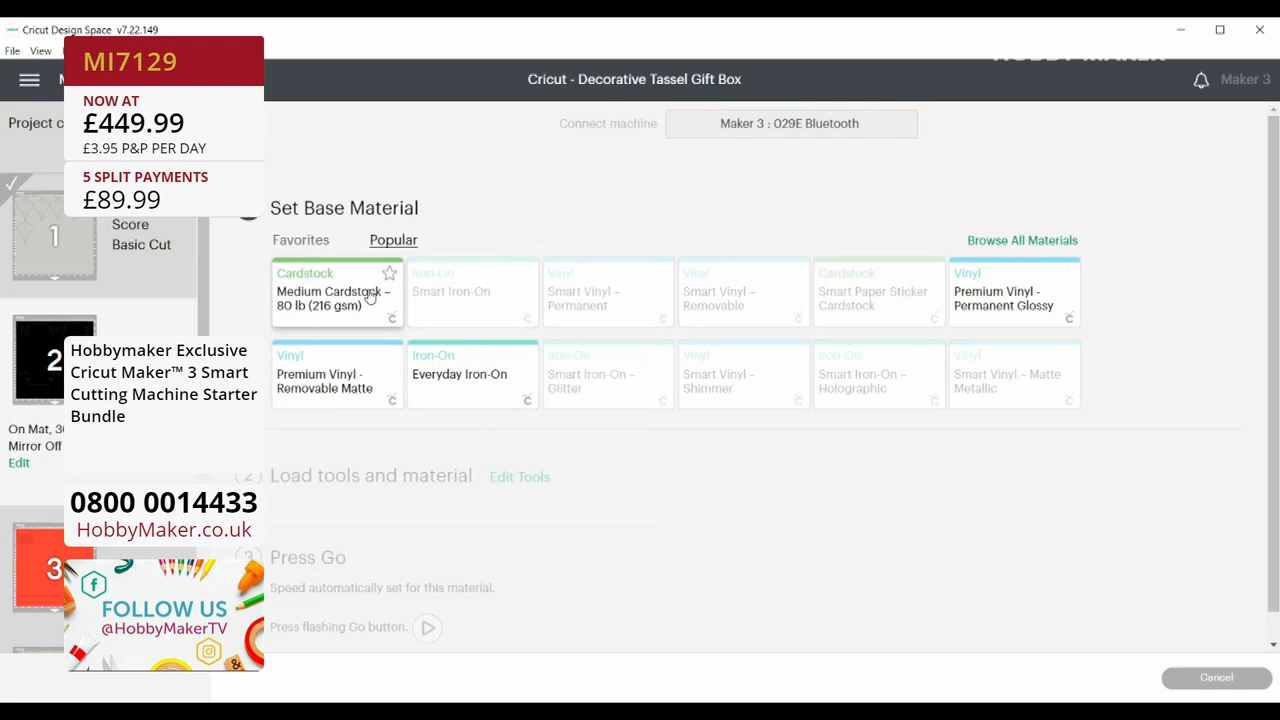 Cricut Design Space v7.22.149
File View
MI7129
NOW AT
£449.99
£3.95 P&P PER DAY
5 SPLIT PAYMENTS
£89.99
HOBBY MAKER
Cricut - Decorative Tassel Gift Box
Maker 3
Project c
Connect machine
Maker 3 : 029E Bluetooth
1
Score
Basic Cut
2
On Mat, 3
Mirror Off
Edit
3
Set Base Material
Favorites
Popular
Browse All Materials
Cardstock
Medium Cardstock –
80 lb (216 gsm)
Iron-On
Smart Iron-On
Vinyl
Smart Vinyl –
Permanent
Vinyl
Smart Vinyl –
Removable
Cardstock
Smart Paper Sticker
Cardstock
Vinyl
Premium Vinyl -
Permanent Glossy
Vinyl
Premium Vinyl -
Removable Matte
Iron-On
Everyday Iron-On
Iron-On
Smart Iron-On –
Glitter
Vinyl
Smart Vinyl –
Shimmer
Iron-On
Smart Iron-On –
Holographic
Vinyl
Smart Vinyl – Matte
Metallic
2
Load tools and material
Edit Tools
3
Press Go
Speed automatically set for this material.
Press flashing Go button.
Cancel
Hobbymaker Exclusive
Cricut Maker™ 3 Smart
Cutting Machine Starter
Bundle
0800 0014433
HobbyMaker.co.uk
FOLLOW US
@HobbyMakerTV